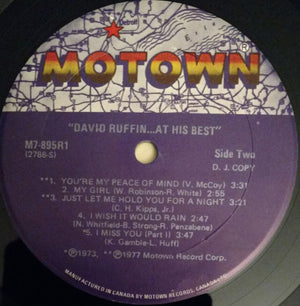 Detroit
MOTOWN ®
"DAVID RUFFIN...AT HIS BEST"
M7-895R1
(2788-S)
Side Two
D. J. COPY
**1. YOU'RE MY PEACE OF MIND (V. McCoy) 3:31
2. MY GIRL (W. Robinson-R. White) 2:55
**3. JUST LET ME HOLD YOU FOR A NIGHT 3:21
(C. H. Kipps, Jr.)
4. I WISH IT WOULD RAIN 2:47
(N. Whitfield-B. Strong-R. Penzabene)
*5. I MISS YOU (Part I) 2:47
(K. Gamble-L. Huff)
*℗1973, **℗1977 Motown Record Corp.
MANUFACTURED IN CANADA BY MOTOWN RECORDS, CANADA